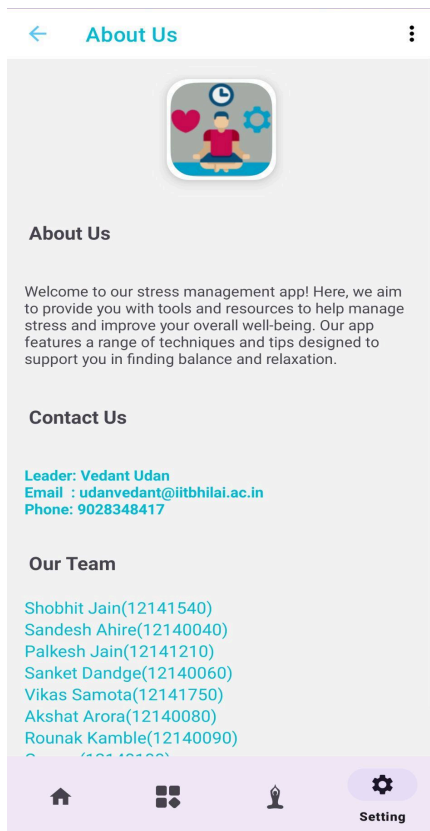 About Us
About Us
Welcome to our stress management app! Here, we aim
to provide you with tools and resources to help manage
stress and improve your overall well-being. Our app
features a range of techniques and tips designed to
support you in finding balance and relaxation.
Contact Us
Leader: Vedant Udan
Email : udanvedant@iitbhilai.ac.in
Phone: 9028348417
Our Team
Shobhit Jain(12141540)
Sandesh Ahire(12140040)
Palkesh Jain(12141210)
Sanket Dandge(12140060)
Vikas Samota(12141750)
Akshat Arora(12140080)
Rounak Kamble(12140090)
Setting